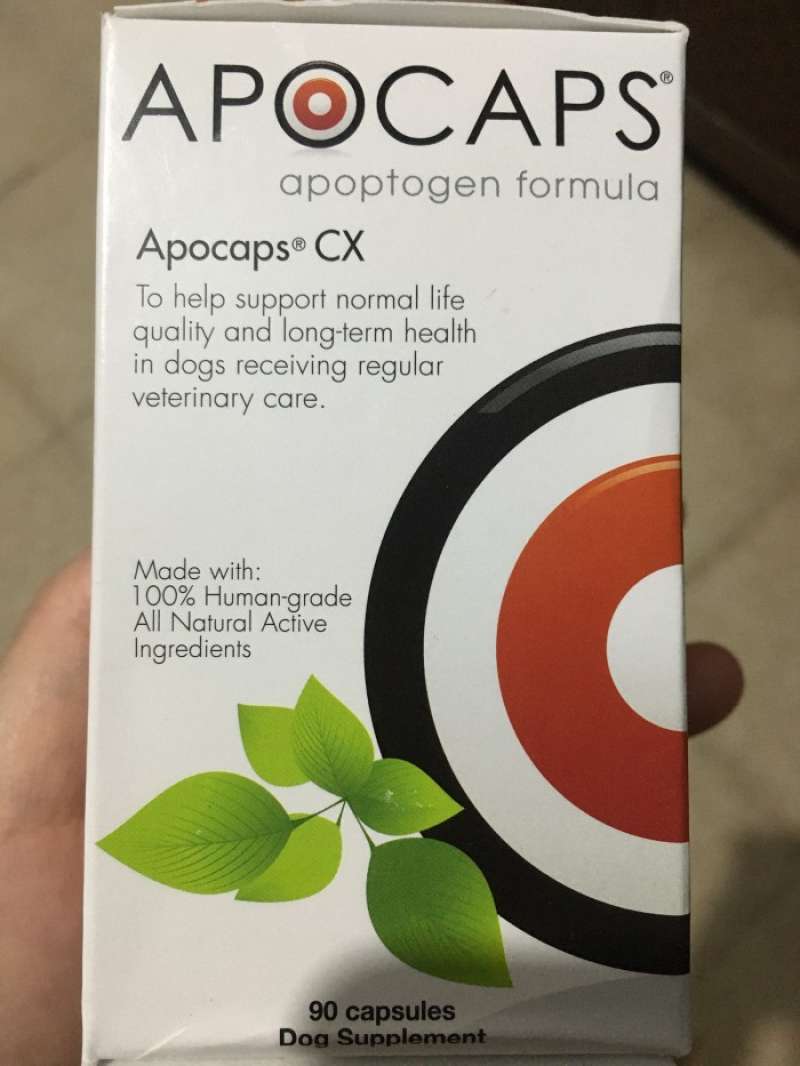 APOCAPS®
apoptogen formula
Apocaps® CX
To help support normal life
quality and long-term health
in dogs receiving regular
veterinary care.
Made with:
100% Human-grade
All Natural Active
Ingredients
90 capsules
Dog Supplement